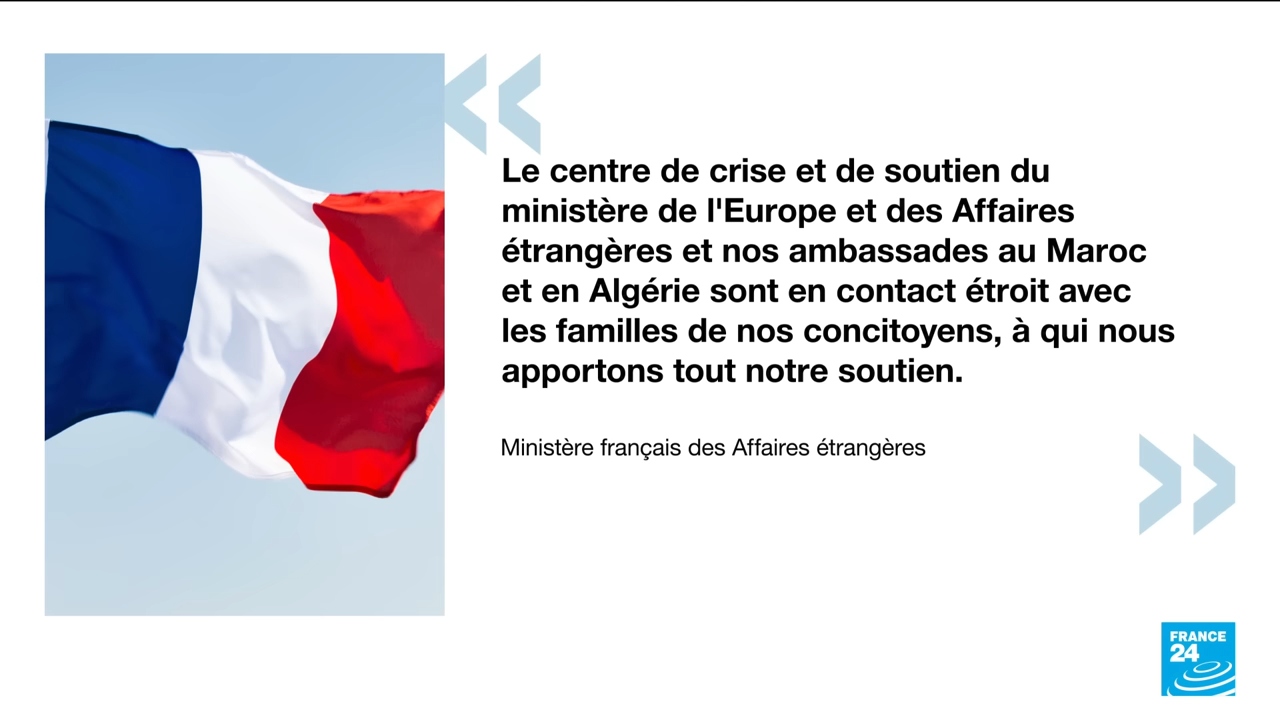 Le centre de crise et de soutien du
ministère de l'Europe et des Affaires
étrangères et nos ambassades au Maroc
et en Algérie sont en contact étroit avec
les familles de nos concitoyens, à qui nous
apportons tout notre soutien.
Ministère français des Affaires étrangères
FRANCE
24